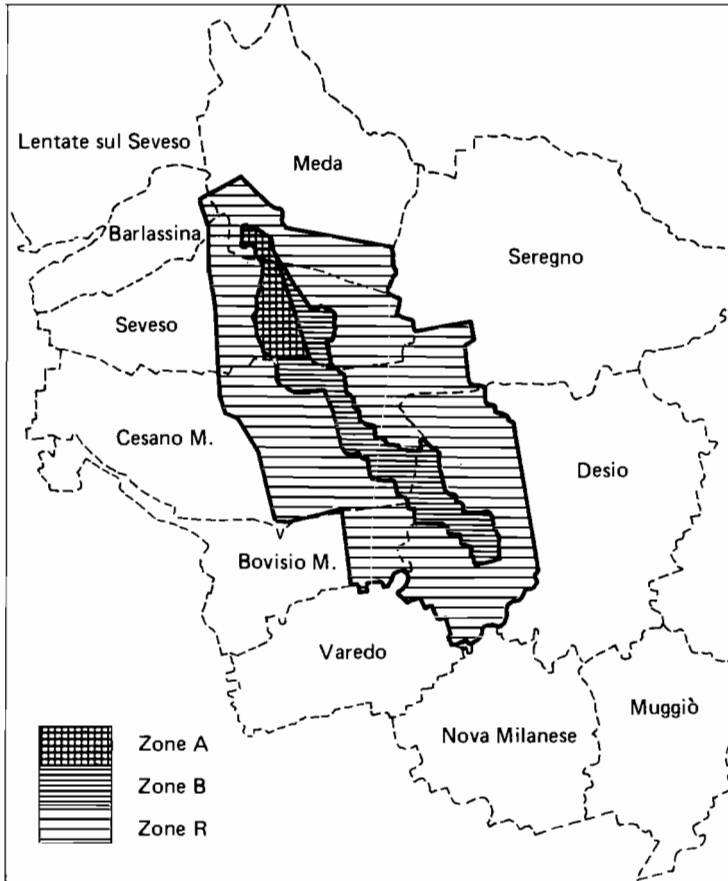 Lentate sul Seveso
Meda
Barlassina
Seregno
Seveso
Cesano M.
Desio
Bovisio M.
Varedo
Muggiò
Nova Milanese
Zone A
Zone B
Zone R